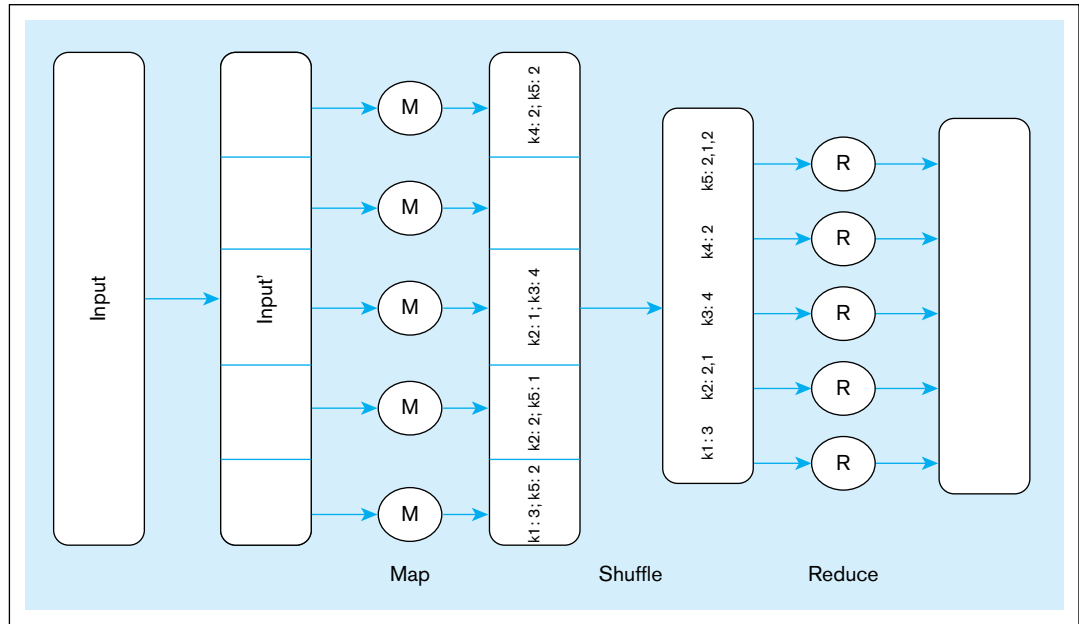 Input
Input'
M
M
M
M
M
k4: 2; k5: 2
k2: 1; k3: 4
k2: 2; k5: 1
k1: 3; k5: 2
k5: 2,1,2
k4: 2
k3: 4
k2: 2,1
k1: 3
R
R
R
R
R
Map
Shuffle
Reduce